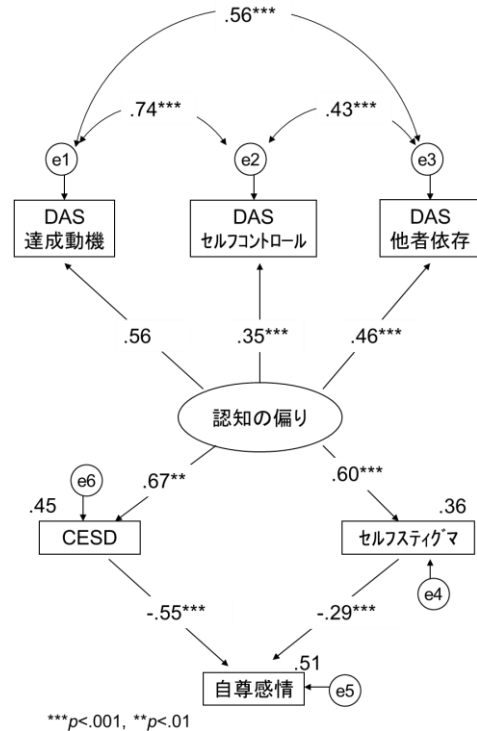 .56***
.74***
.43***
e1
e2
e3
DAS
達成動機
DAS
セルフコントロール
DAS
他者依存
.56
.35***
.46***
認知の偏り
e6
.67**
.60***
.45
.36
CESD
セルフスティグマ
e4
-.55***
-.29***
.51
自尊感情
e5
***p<.001, **p<.01